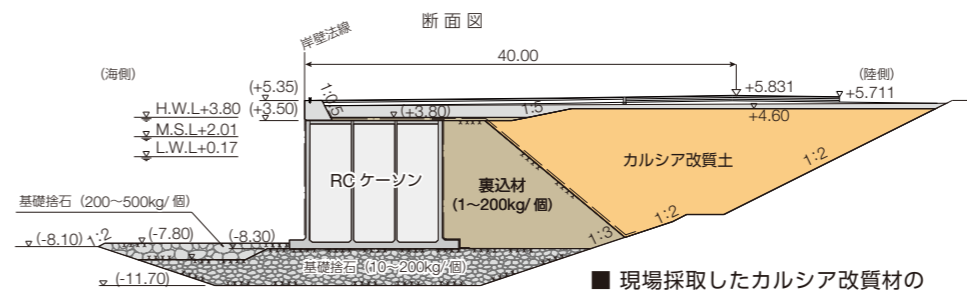 断面図
岸壁法線
40.00
(海側)
(陸側)
(+5.35)
1:0.5
+5.831
+5.711
H.W.L+3.80
(+3.50)
(+3.80)
1:5
+4.60
M.S.L+2.01
L.W.L+0.17
カルシア改質土
1:2
RCケーソン
裏込材
(1〜200kg/個)
基礎捨石(200〜500kg/個)
1:2
(-8.10)
1:2
(-7.80)
(-8.30)
1:3
基礎捨石(10〜200kg/個)
(-11.70)
■ 現場採取したカルシア改質材の